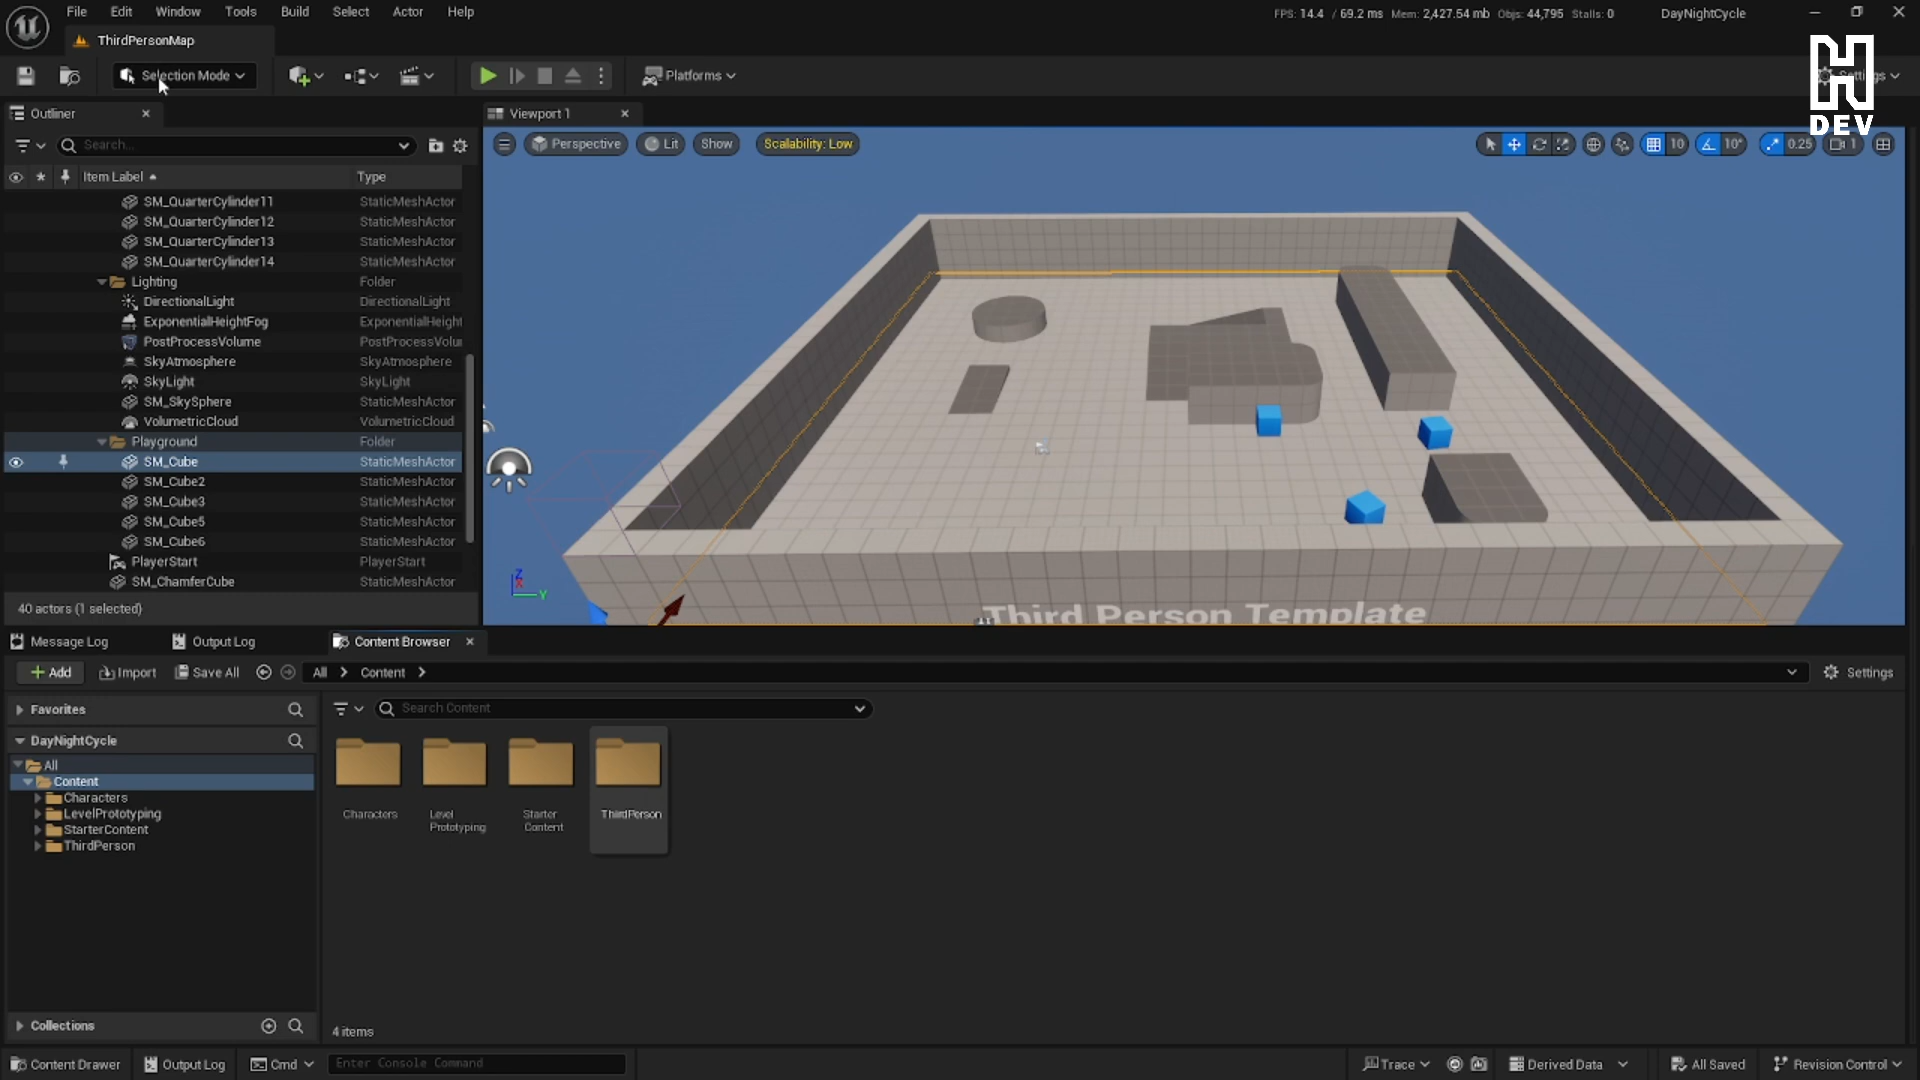 File Edit Window Tools Build Select Actor Help
FPS: 14.4 / 69.2 ms Mem: 2,427.54 mb Objs: 44,795 Stalls: 0 DayNightCycle
ThirdPersonMap
Selection Mode Platforms Settings
DEV
Outliner Viewport 1
Search...
Perspective Lit Show Scalability: Low 10 10° 0.25 1
Item Label Type
SM_QuarterCylinder11 StaticMeshActor
SM_QuarterCylinder12 StaticMeshActor
SM_QuarterCylinder13 StaticMeshActor
SM_QuarterCylinder14 StaticMeshActor
Lighting Folder
DirectionalLight DirectionalLight
ExponentialHeightFog ExponentialHeight
PostProcessVolume PostProcessVolu
SkyAtmosphere SkyAtmosphere
SkyLight SkyLight
SM_SkySphere StaticMeshActor
VolumetricCloud VolumetricCloud
Playground Folder
SM_Cube StaticMeshActor
SM_Cube2 StaticMeshActor
SM_Cube3 StaticMeshActor
SM_Cube5 StaticMeshActor
SM_Cube6 StaticMeshActor
PlayerStart PlayerStart
SM_ChamferCube StaticMeshActor
40 actors (1 selected)
Z
X
Y
Third Person Template
Message Log Output Log Content Browser
Add Import Save All All Content Settings
Favorites
Search Content
DayNightCycle
All
Content
Characters
LevelPrototyping
StarterContent
ThirdPerson
Characters
Level
Prototyping
Starter
Content
ThirdPerson
Collections
4 items
Content Drawer Output Log Cmd Enter Console Command Trace Derived Data All Saved Revision Control